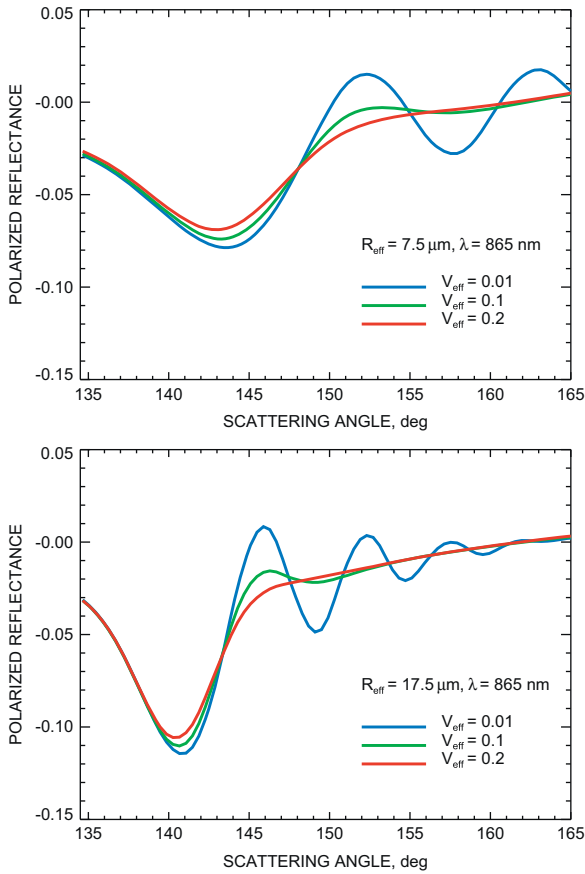 0.05
-0.00
-0.05
-0.10
-0.15
POLARIZED REFLECTANCE
R_eff = 7.5 µm, λ = 865 nm
V_eff = 0.01
V_eff = 0.1
V_eff = 0.2
135 140 145 150 155 160 165
SCATTERING ANGLE, deg
0.05
-0.00
-0.05
-0.10
-0.15
POLARIZED REFLECTANCE
R_eff = 17.5 µm, λ = 865 nm
V_eff = 0.01
V_eff = 0.1
V_eff = 0.2
135 140 145 150 155 160 165
SCATTERING ANGLE, deg